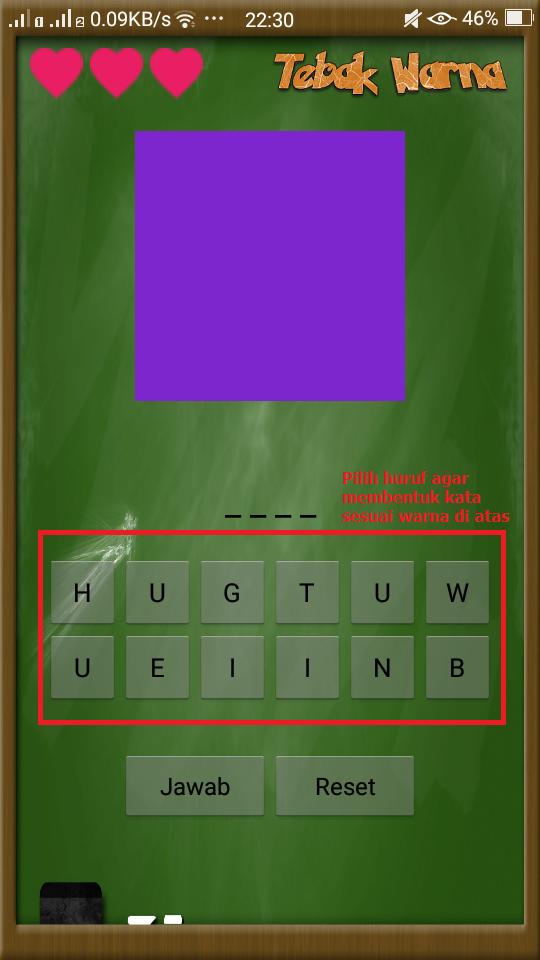 0.09KB/s 22:30 46%
Tebak Warna
Pilih huruf agar
membentuk kata
sesuai warna di atas
H U G T U W
U E I I N B
Jawab Reset